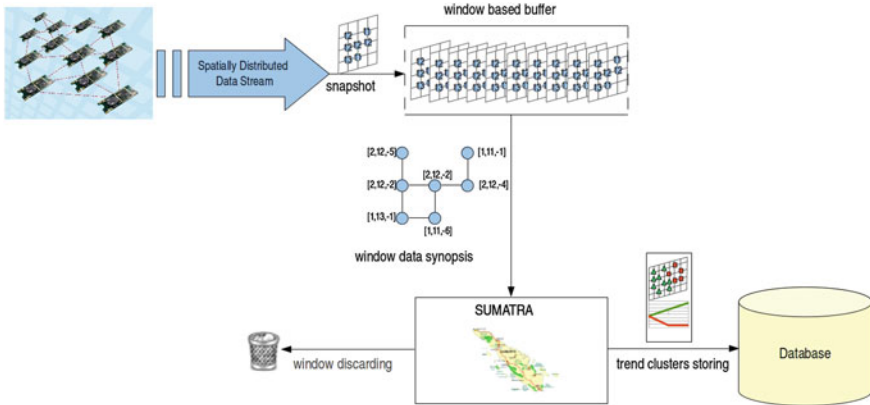 window based buffer
Spatially Distributed
Data Stream
snapshot
[2,12,-5]
[1,11,-1]
[2,12,-2]
[2,12,-2]
[2,12,-4]
[1,13,-1]
[1,11,-6]
window data synopsis
SUMATRA
window discarding
trend clusters storing
Database